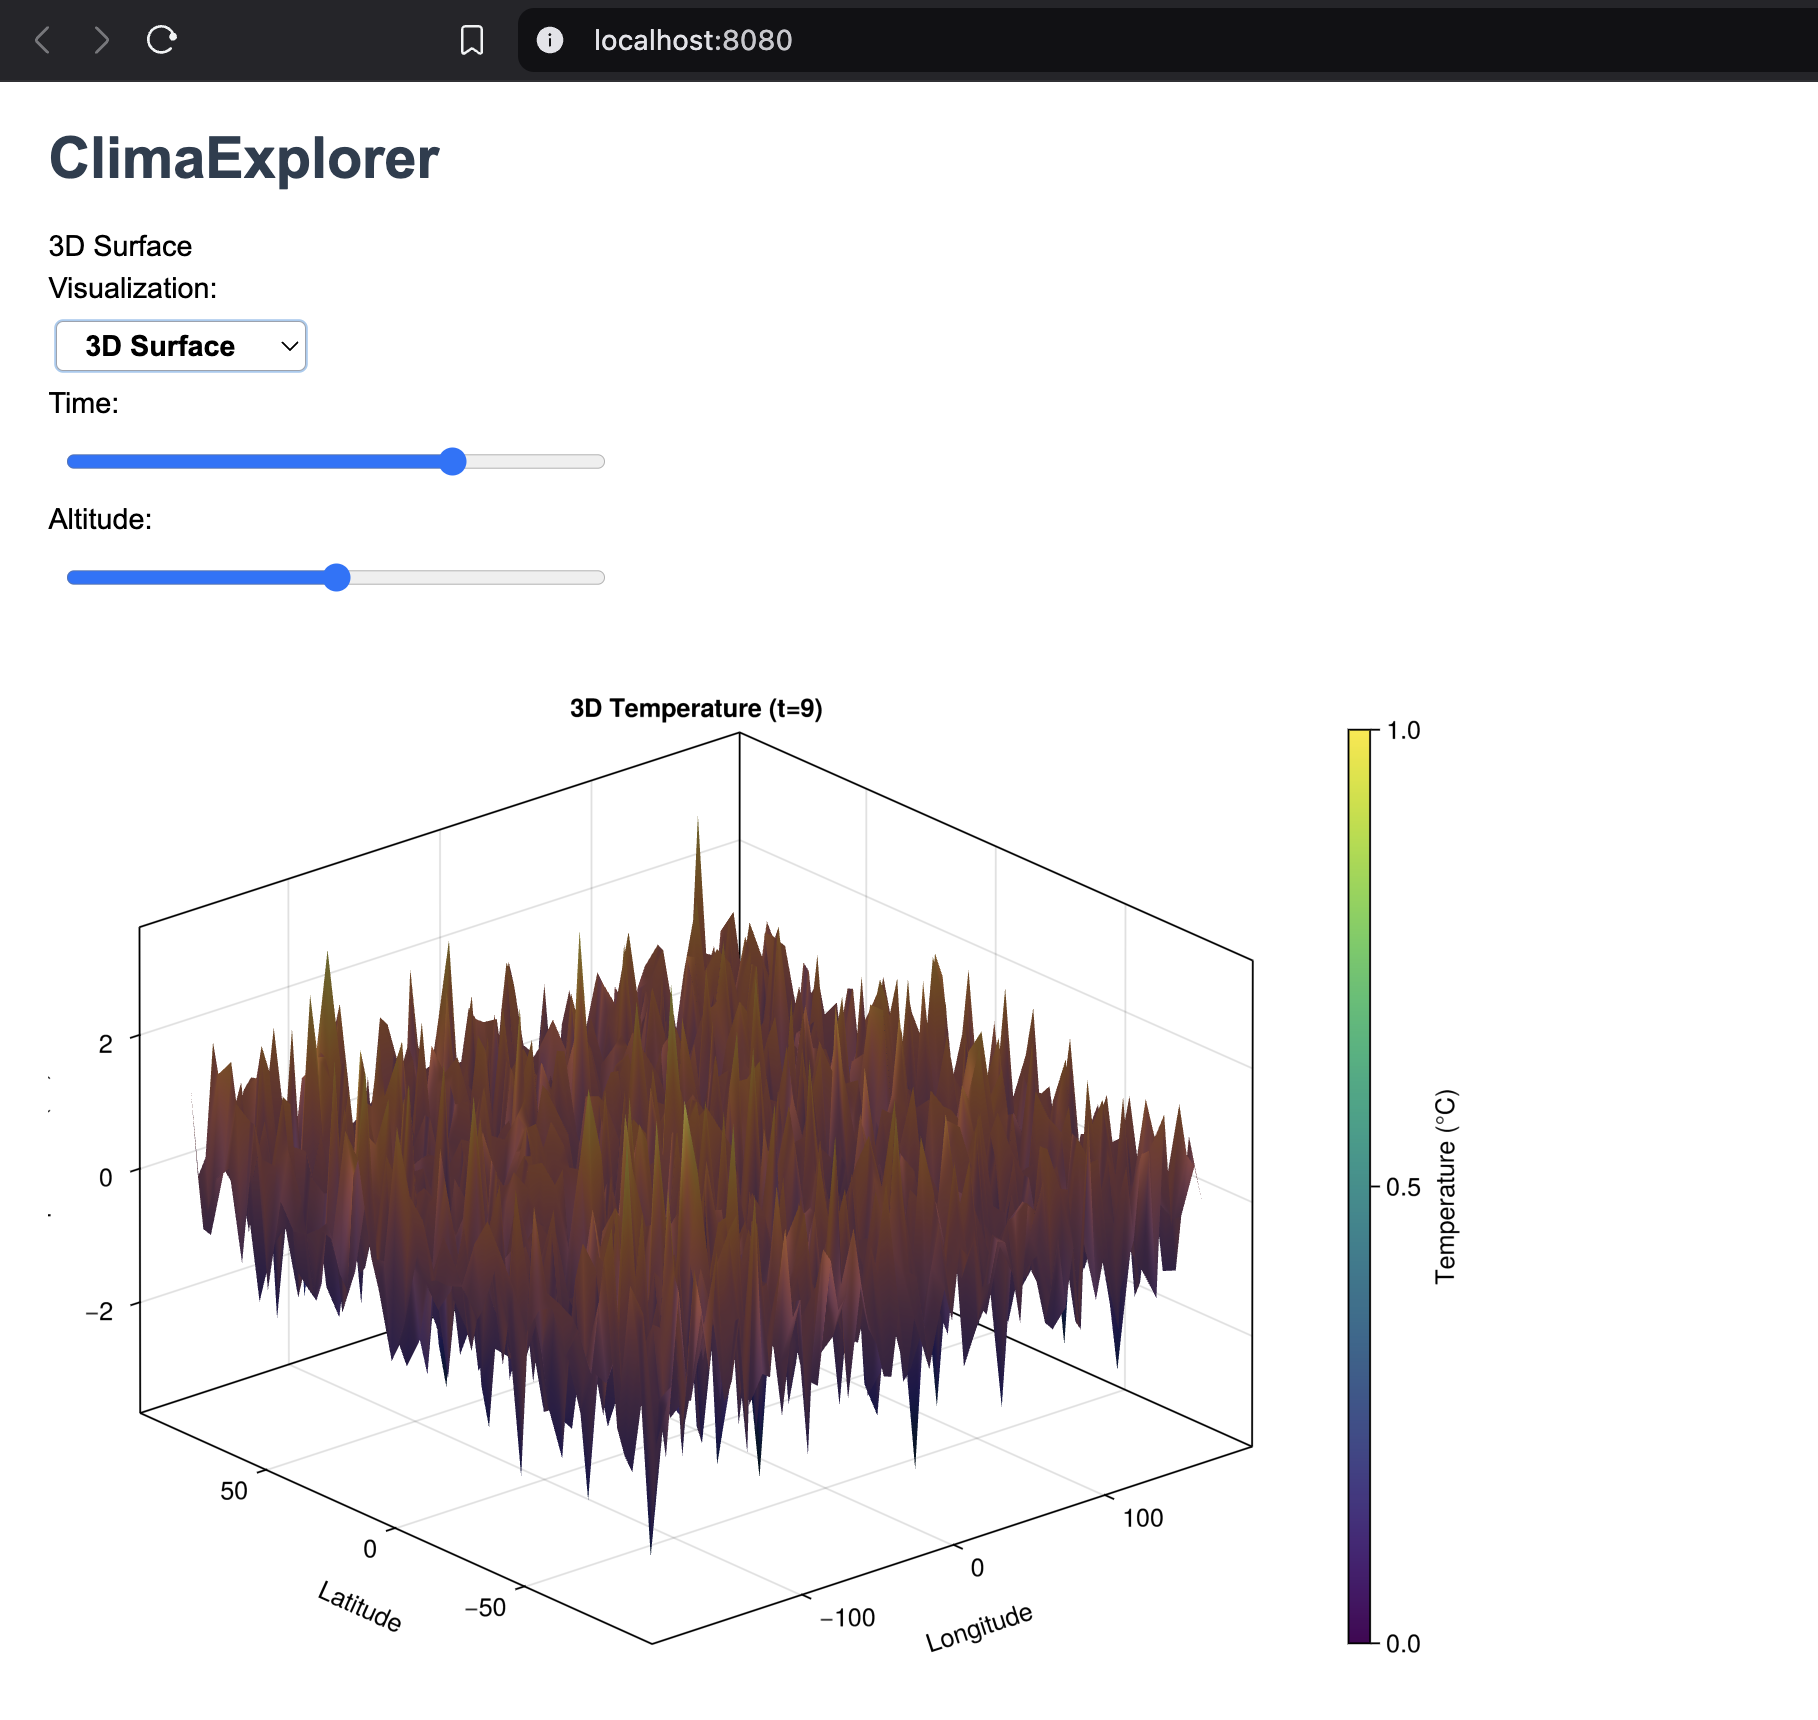 localhost:8080
ClimaExplorer
3D Surface
Visualization:
3D Surface
Time:
Altitude:
3D Temperature (t=9)
2
0
−2
50
0
−50
Latitude
−100
0
100
Longitude
1.0
0.5
0.0
Temperature (°C)